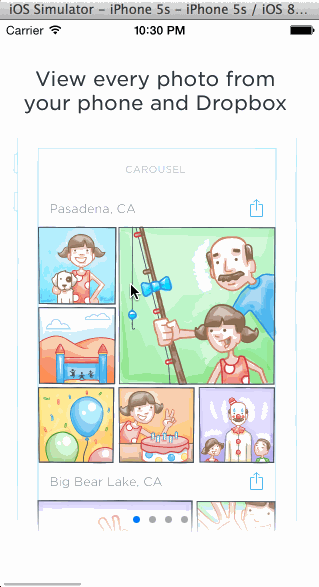 iOS Simulator - iPhone 5s - iPhone 5s / iOS 8...
Carrier 10:30 PM
View every photo from
your phone and Dropbox
CAROUSEL
Pasadena, CA
Big Bear Lake, CA